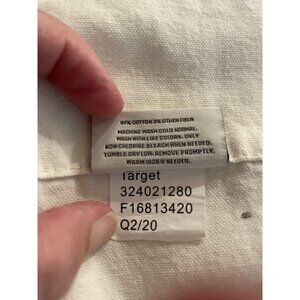 97% COTTON 3% OTHER FIBER
MACHINE WASH COLD NORMAL.
WASH WITH LIKE COLORS. ONLY
NON-CHLORINE BLEACH WHEN NEEDED.
TUMBLE DRY LOW. REMOVE PROMPTLY.
WARM IRON IF NEEDED.
Target
324021280
F16813420
Q2/20